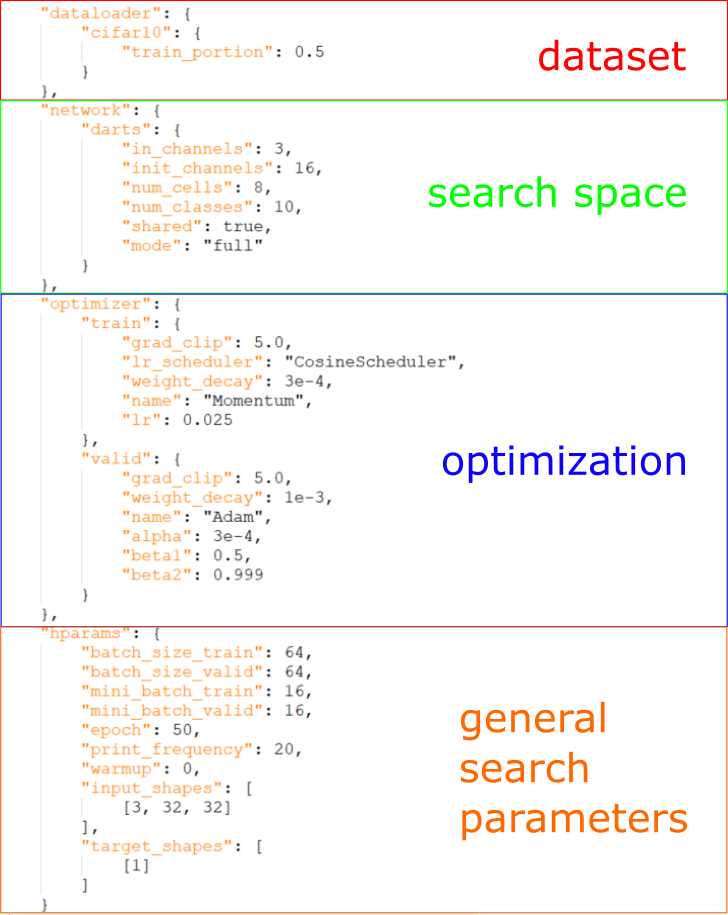 "dataloader": {
"cifar10": {
"train_portion": 0.5
}
},
dataset
"network": {
"darts": {
"in_channels": 3,
"init_channels": 16,
"num_cells": 8,
"num_classes": 10,
"shared": true,
"mode": "full"
}
},
search space
"optimizer": {
"train": {
"grad_clip": 5.0,
"lr_scheduler": "CosineScheduler",
"weight_decay": 3e-4,
"name": "Momentum",
"lr": 0.025
},
"valid": {
"grad_clip": 5.0,
"weight_decay": 1e-3,
"name": "Adam",
"alpha": 3e-4,
"beta1": 0.5,
"beta2": 0.999
}
},
optimization
"hparams": {
"batch_size_train": 64,
"batch_size_valid": 64,
"mini_batch_train": 16,
"mini_batch_valid": 16,
"epoch": 50,
"print_frequency": 20,
"warmup": 0,
"input_shapes": [
[3, 32, 32]
],
"target_shapes": [
[1]
]
}
general
search
parameters